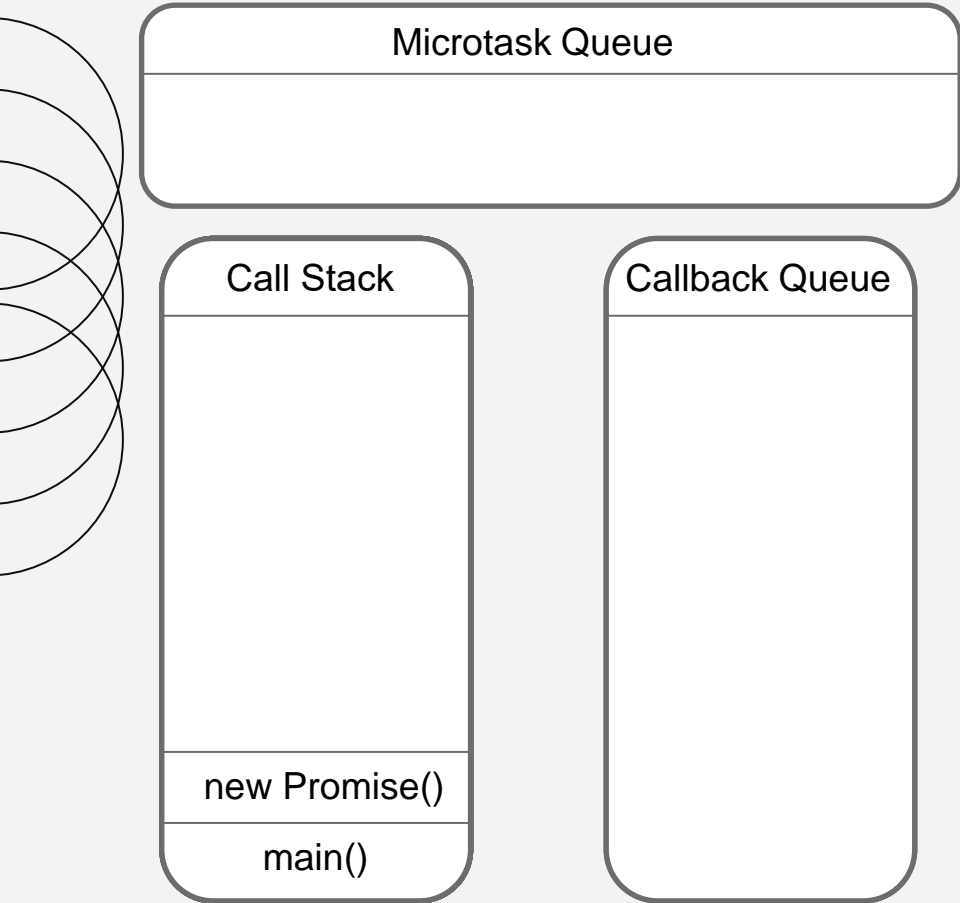 Microtask Queue
Call Stack
Callback Queue
new Promise()
main()